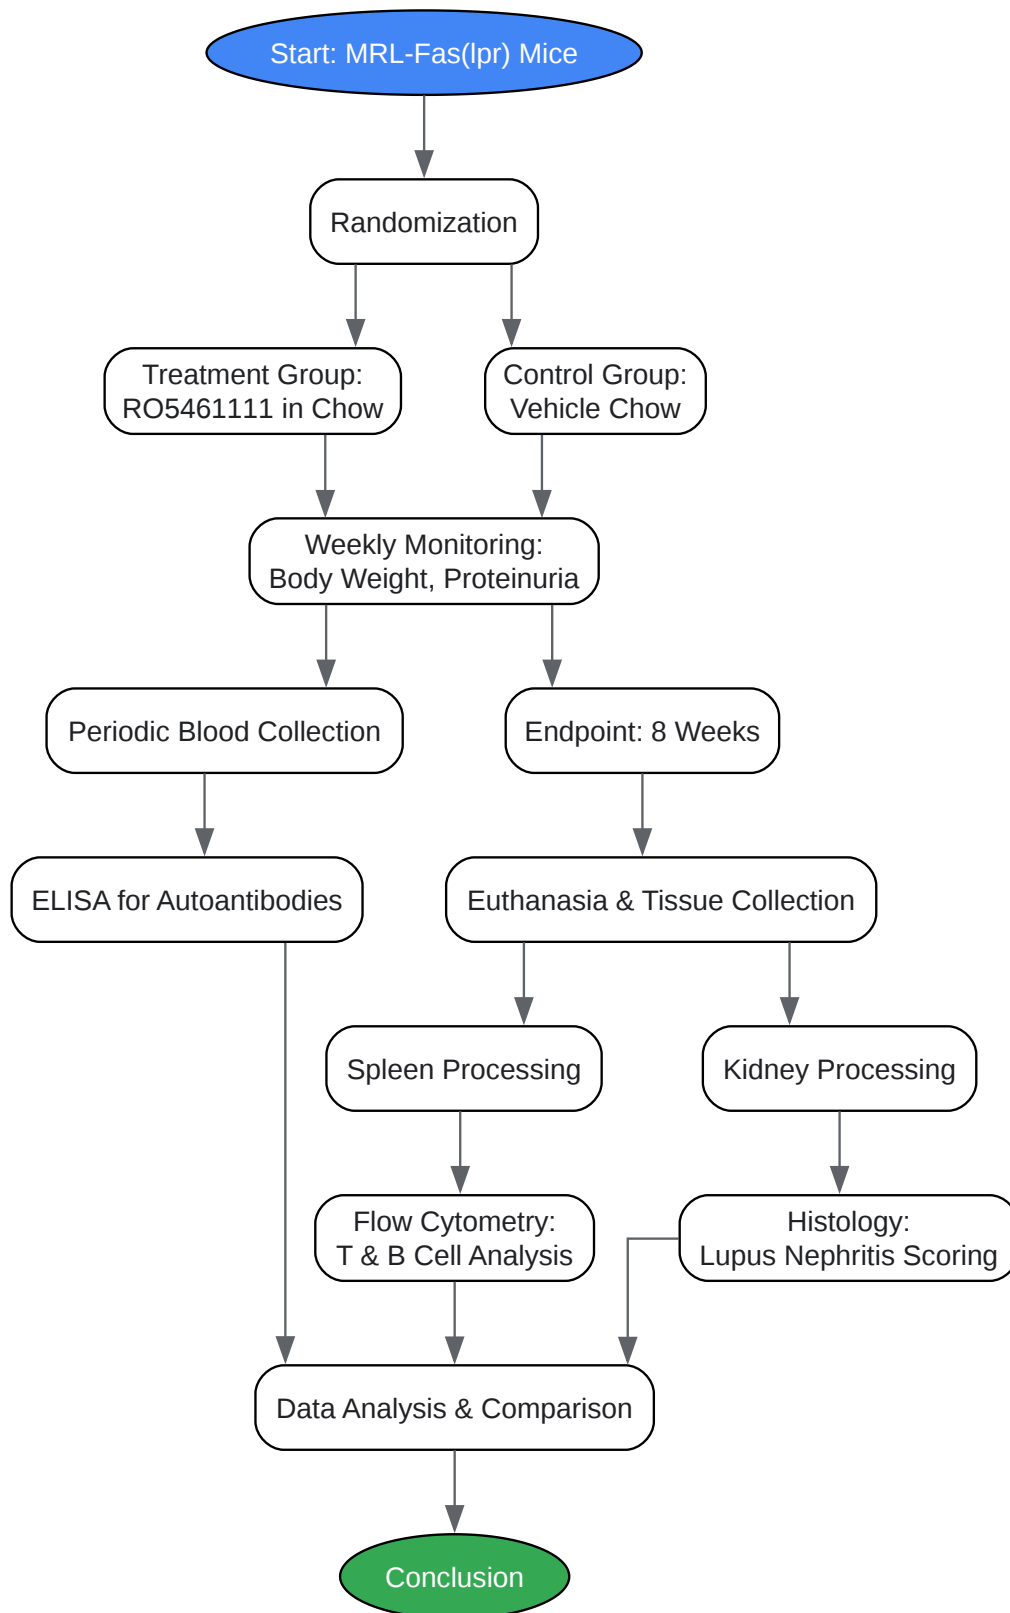 Start: MRL-Fas(lpr) Mice
Randomization
Treatment Group:
RO5461111 in Chow
Control Group:
Vehicle Chow
Weekly Monitoring:
Body Weight, Proteinuria
Periodic Blood Collection
Endpoint: 8 Weeks
ELISA for Autoantibodies
Euthanasia & Tissue Collection
Spleen Processing
Kidney Processing
Flow Cytometry:
T & B Cell Analysis
Histology:
Lupus Nephritis Scoring
Data Analysis & Comparison
Conclusion